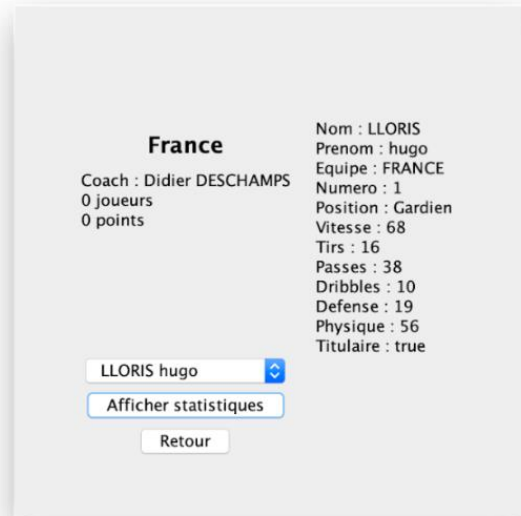 France
Coach : Didier DESCHAMPS
0 joueurs
0 points
Nom : LLORIS
Prenom : hugo
Equipe : FRANCE
Numero : 1
Position : Gardien
Vitesse : 68
Tirs : 16
Passes : 38
Dribbles : 10
Defense : 19
Physique : 56
Titulaire : true
LLORIS hugo
Afficher statistiques
Retour